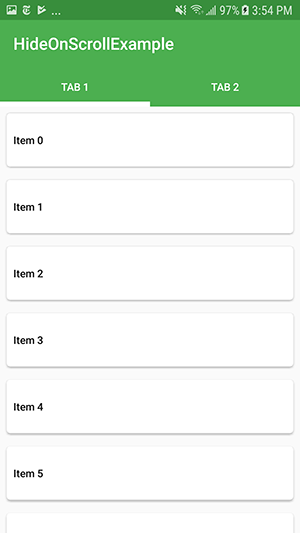 ... 97% 3:54 PM
HideOnScrollExample
TAB 1 TAB 2
Item 0
Item 1
Item 2
Item 3
Item 4
Item 5